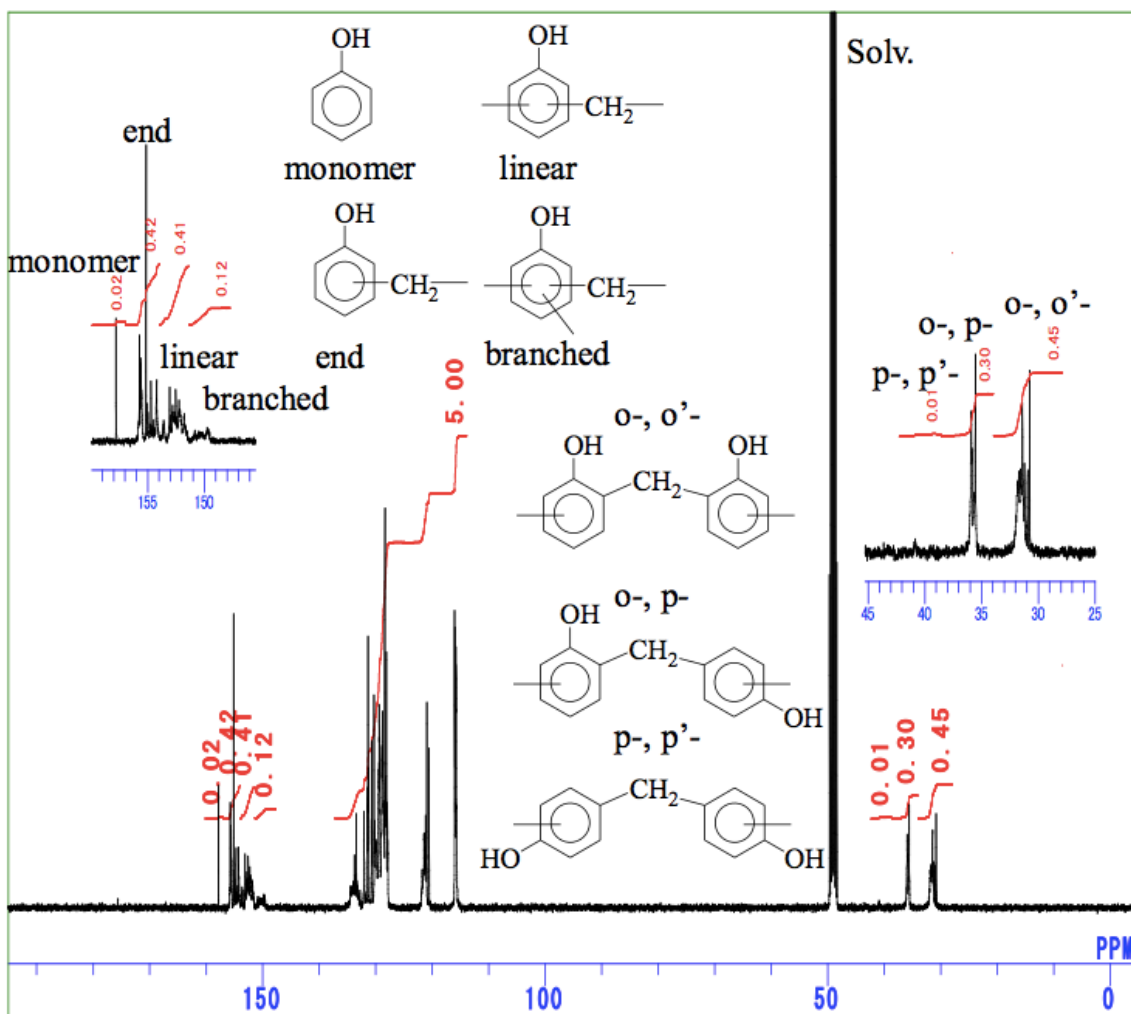 OH
OH
Solv.
CH2
end
monomer
linear
OH
OH
0.42
0.41
monomer
0.02
0.12
CH2
CH2
o-, o'-
o-, p-
linear
end
branched
p-, p'-
0.45
0.30
branched
0.01
5.00
o-, o'-
OH
OH
CH2
155
150
o-, p-
45
40
35
30
25
OH
CH2
OH
0.02
0.42
0.41
0.12
p-, p'-
0.01
0.30
0.45
CH2
HO
OH
PPM
150
100
50
0